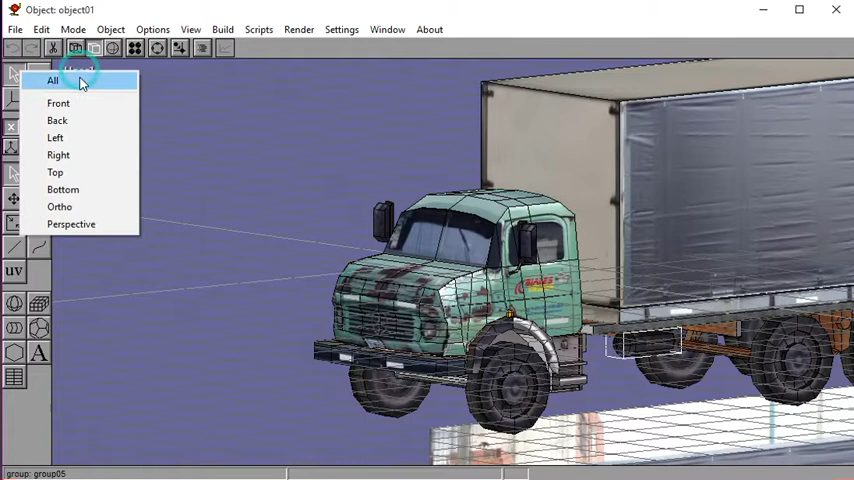 Object: object01
File Edit Mode Object Options View Build Scripts Render Settings Window About
All
Front
Back
Left
Right
Top
Bottom
Ortho
Perspective
uv
A
group: group05